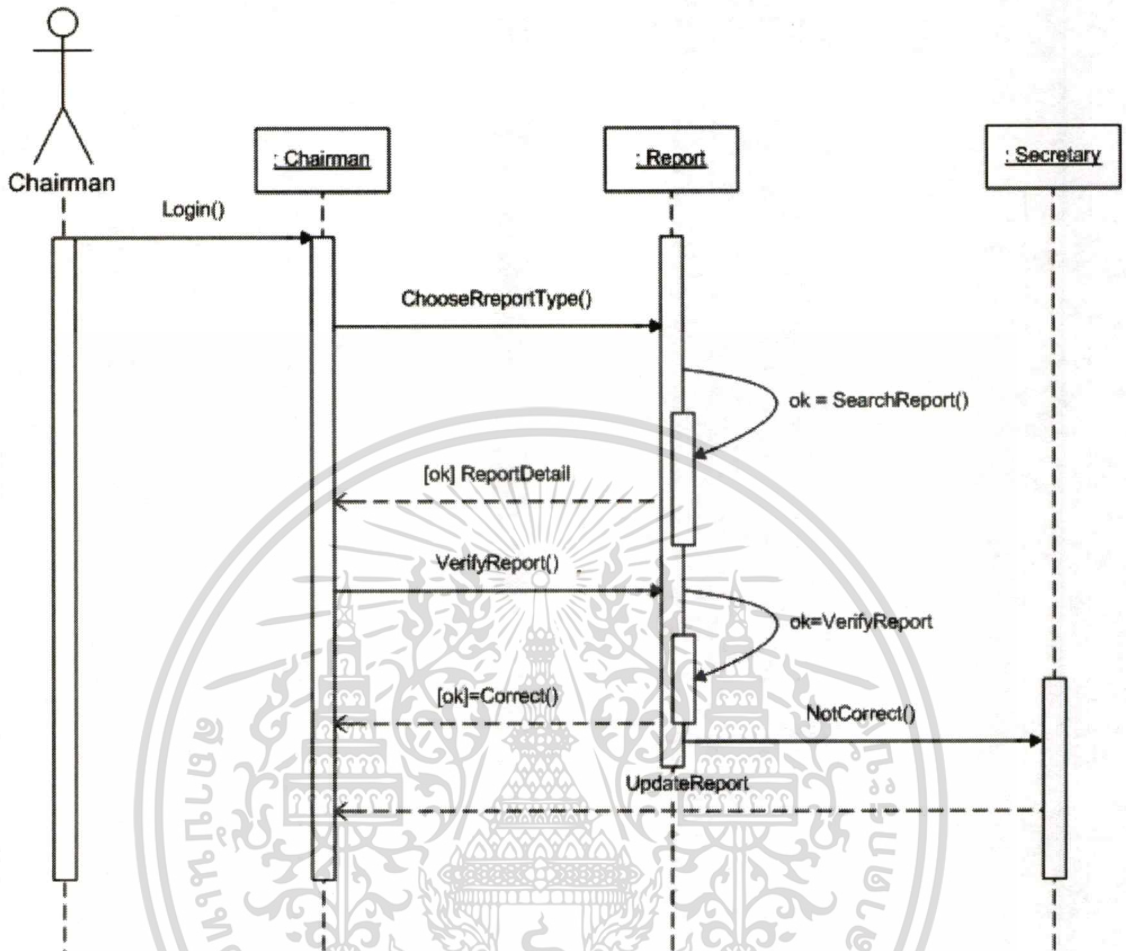 Chairman
: Chairman
: Report
: Secretary
Login()
ChooseRreportType()
ok = SearchReport()
[ok] ReportDetail
VerifyReport()
ok=VerifyReport
[ok]=Correct()
NotCorrect()
UpdateReport